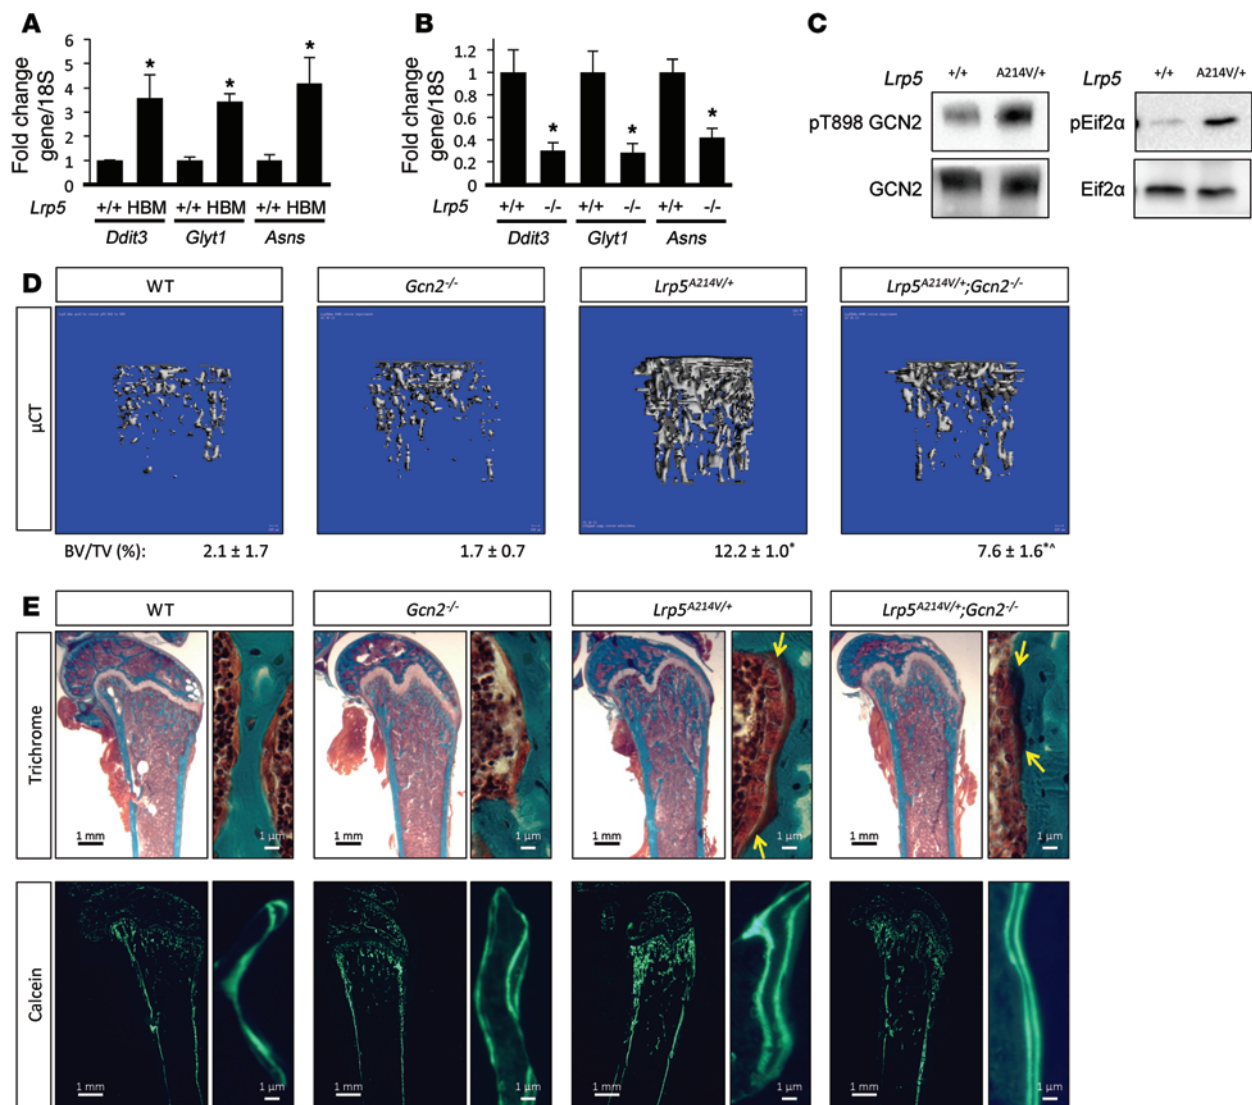 A
Fold change
gene/18S
6
5
4
3
2
1
0
*
*
*
Lrp5 +/+ HBM +/+ HBM +/+ HBM
Ddit3 Glyt1 Asns
B
Fold change
gene/18S
1.2
1
0.8
0.6
0.4
0.2
0
*
*
*
Lrp5 +/+ -/- +/+ -/- +/+ -/-
Ddit3 Glyt1 Asns
C
Lrp5 +/+ A214V/+
pT898 GCN2
GCN2
Lrp5 +/+ A214V/+
pEif2α
Eif2α
D
WT Gcn2-/- Lrp5A214V/+ Lrp5A214V/+;Gcn2-/-
μCT
BV/TV (%): 2.1 ± 1.7 1.7 ± 0.7 12.2 ± 1.0* 7.6 ± 1.6*^
E
WT Gcn2-/- Lrp5A214V/+ Lrp5A214V/+;Gcn2-/-
Trichrome
1 mm 1 μm 1 mm 1 μm 1 mm 1 μm 1 mm 1 μm
Calcein
1 mm 1 μm 1 mm 1 μm 1 mm 1 μm 1 mm 1 μm